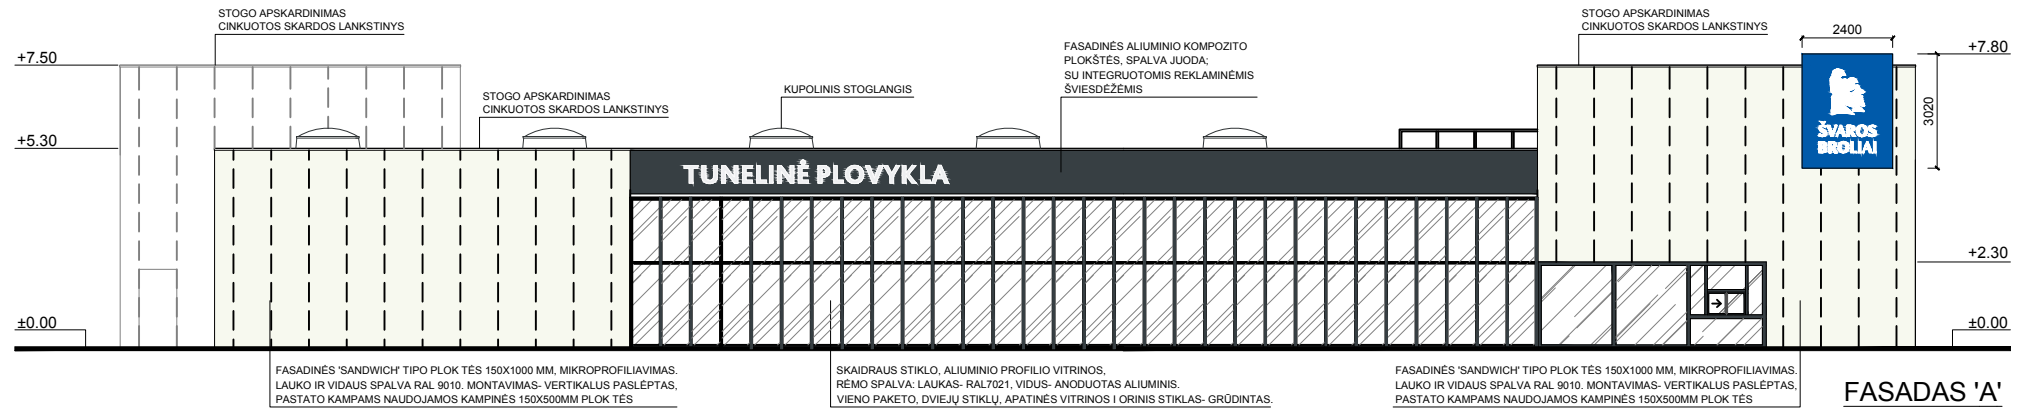 STOGO APSKARDINIMAS
CINKUOTOS SKARDOS LANKSTINYS
STOGO APSKARDINIMAS
CINKUOTOS SKARDOS LANKSTINYS
2400
+7.50
+7.80
FASADINĖS ALIUMINIO KOMPOZITO
PLOKŠTĖS, SPALVA JUODA;
SU INTEGRUOTOMIS REKLAMINĖMIS
ŠVIESDĖŽĖMIS
STOGO APSKARDINIMAS
CINKUOTOS SKARDOS LANKSTINYS
KUPOLINIS STOGLANGIS
3020
ŠVAROS
BROLIAI
+5.30
TUNELINĖ PLOVYKLA
+2.30
±0.00
±0.00
FASADINĖS 'SANDWICH' TIPO PLOK TĖS 150X1000 MM, MIKROPROFILIAVIMAS.
LAUKO IR VIDAUS SPALVA RAL 9010. MONTAVIMAS- VERTIKALUS PASLĖPTAS,
PASTATO KAMPAMS NAUDOJAMOS KAMPINĖS 150X500MM PLOK TĖS
SKAIDRAUS STIKLO, ALIUMINIO PROFILIO VITRINOS,
RĖMO SPALVA: LAUKAS- RAL7021, VIDUS- ANODUOTAS ALIUMINIS.
VIENO PAKETO, DVIEJŲ STIKLŲ, APATINĖS VITRINOS I ORINIS STIKLAS- GRŪDINTAS.
FASADINĖS 'SANDWICH' TIPO PLOK TĖS 150X1000 MM, MIKROPROFILIAVIMAS.
LAUKO IR VIDAUS SPALVA RAL 9010. MONTAVIMAS- VERTIKALUS PASLĖPTAS,
PASTATO KAMPAMS NAUDOJAMOS KAMPINĖS 150X500MM PLOK TĖS
FASADAS 'A'